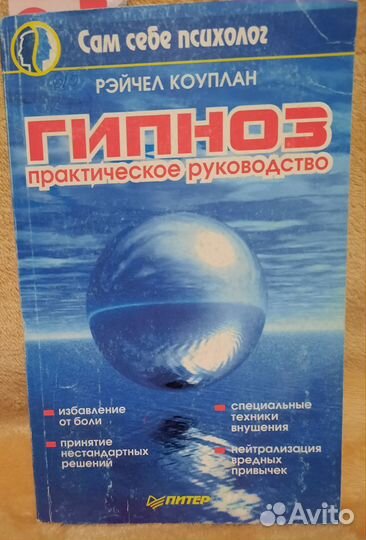 Сам себе психолог
РЭЙЧЕЛ КОУПЛАН
ГИПНОЗ
практическое руководство
избавление
от боли
принятие
нестандартных
решений
специальные
техники
внушения
нейтрализация
вредных
привычек
ПИТЕР
Avito